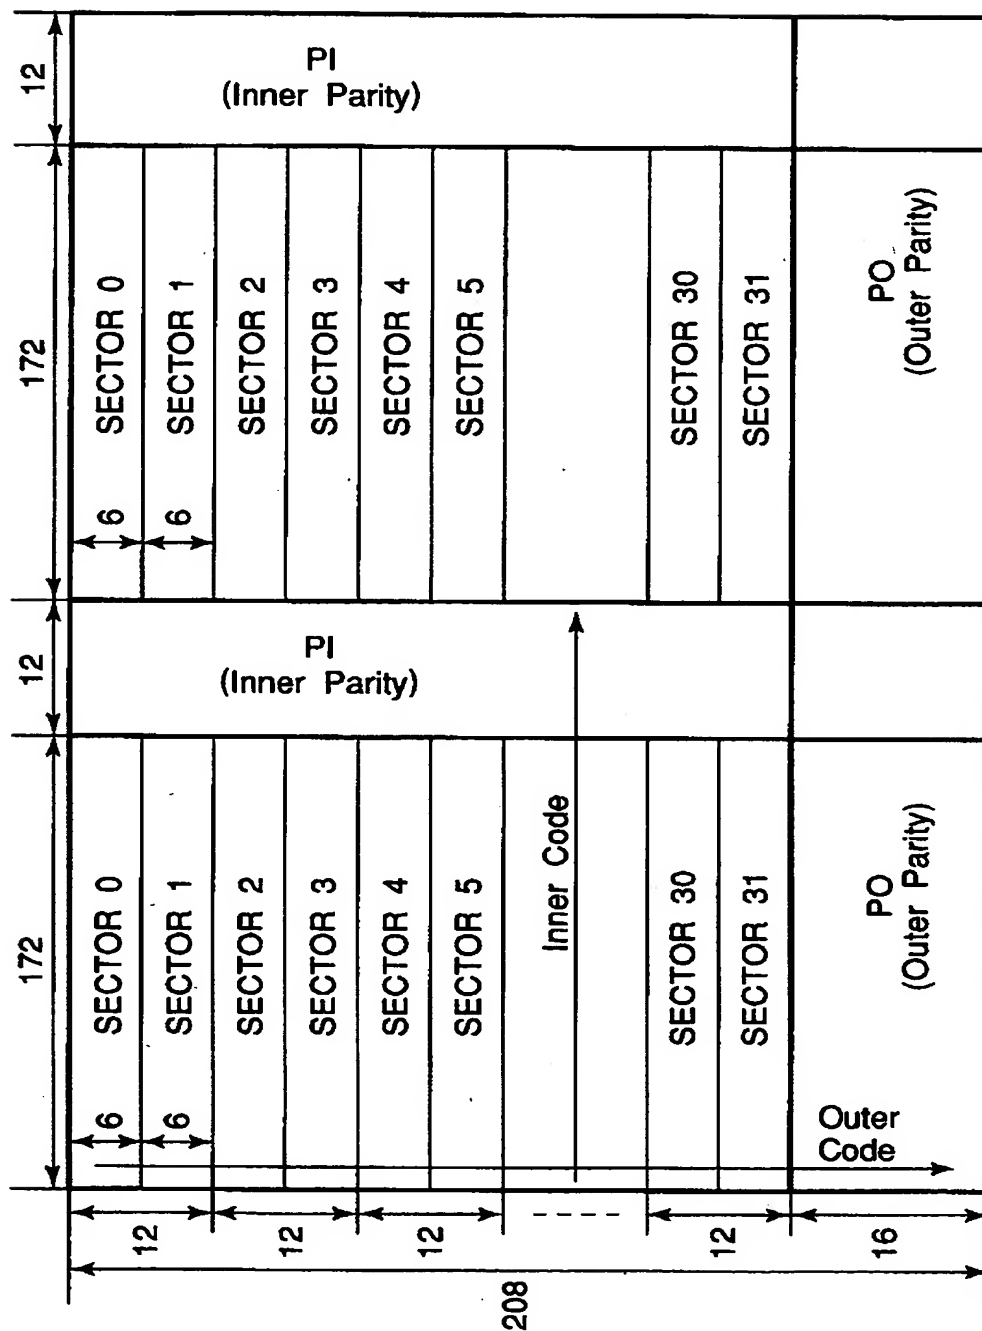 172
12
172
12
6
SECTOR 0
6
SECTOR 1
SECTOR 2
SECTOR 3
SECTOR 4
SECTOR 5
SECTOR 30
SECTOR 31
PI
(Inner Parity)
6
SECTOR 0
6
SECTOR 1
SECTOR 2
SECTOR 3
SECTOR 4
SECTOR 5
SECTOR 30
SECTOR 31
PI
(Inner Parity)
Inner Code
Outer
Code
PO
(Outer Parity)
PO
(Outer Parity)
12
12
12
12
16
208